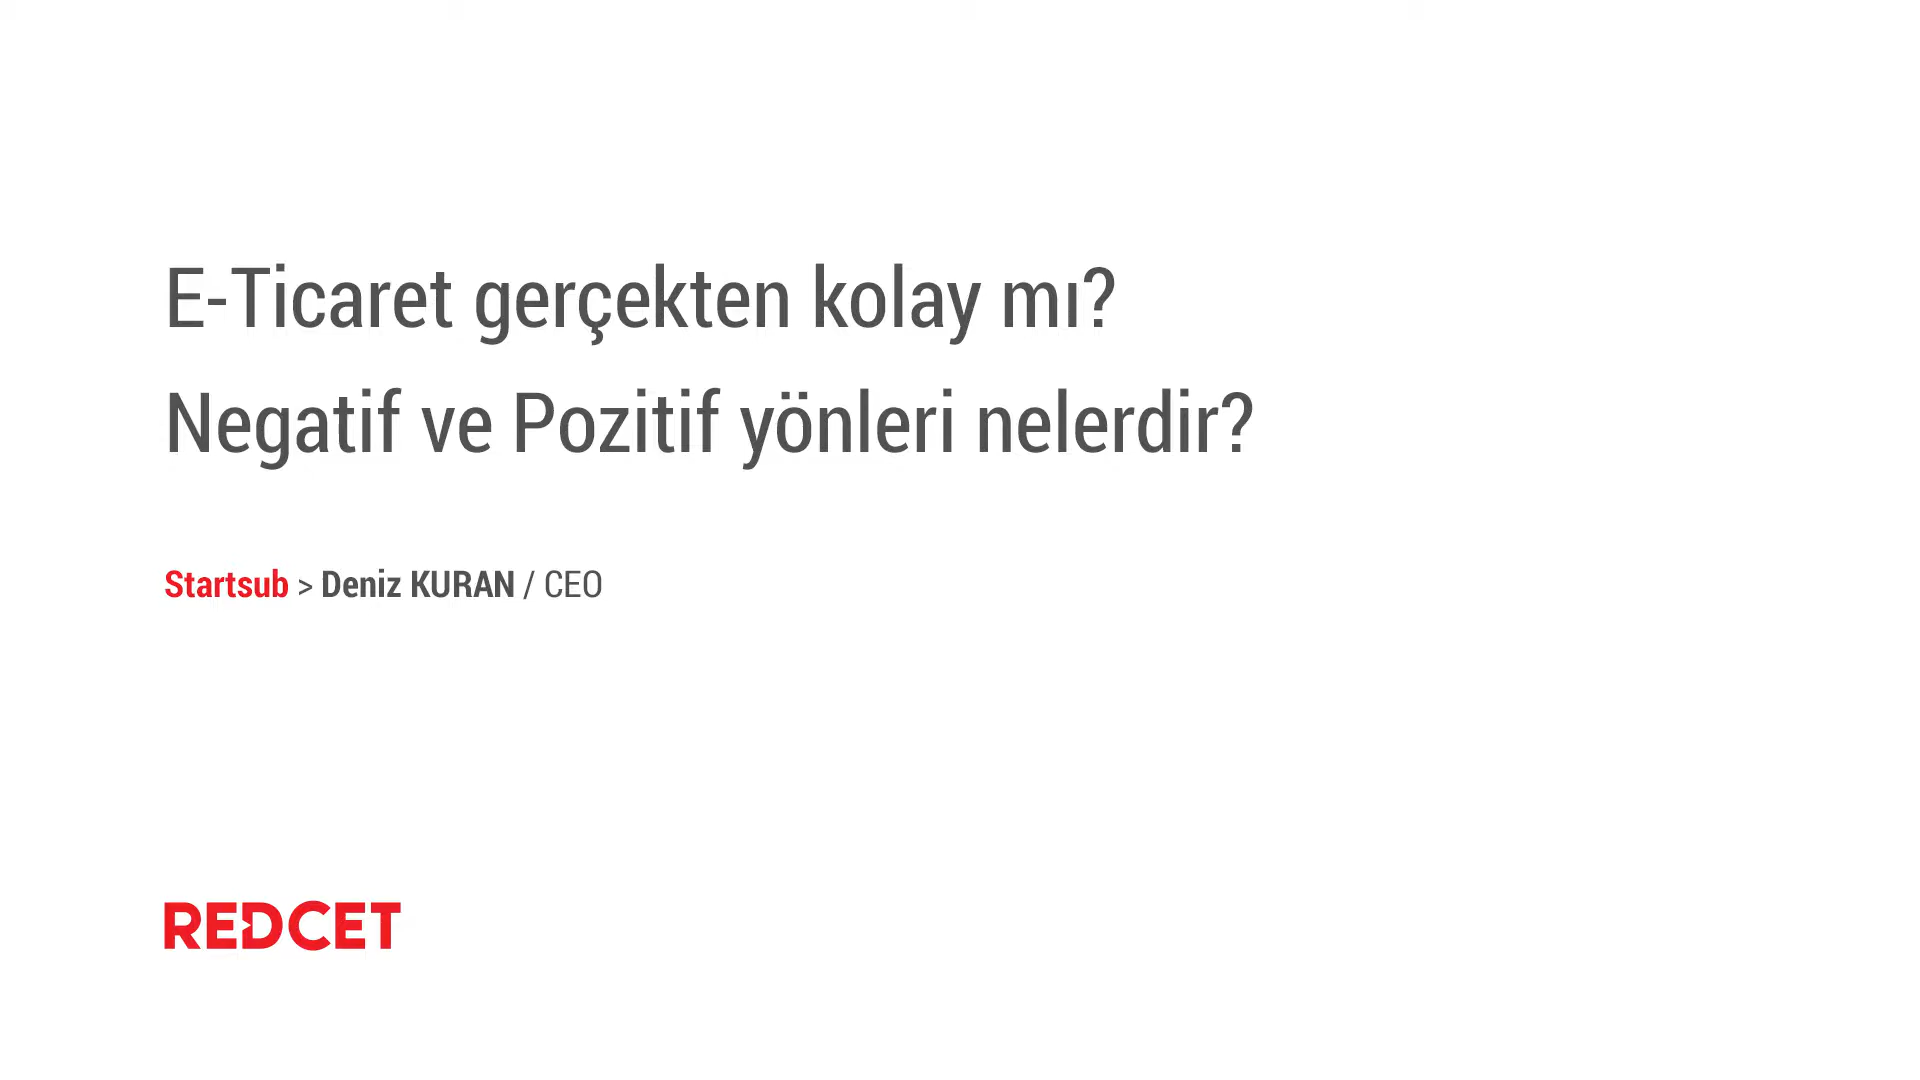 E-Ticaret gerçekten kolay mı?
Negatif ve Pozitif yönleri nelerdir?
Startsub > Deniz KURAN / CEO
REDCET